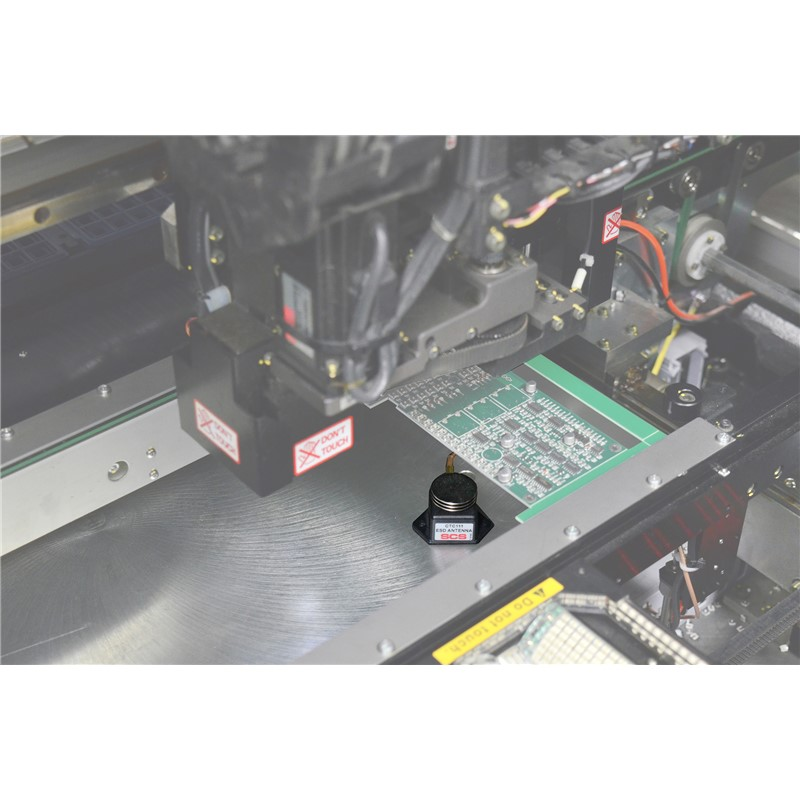 DON'T
TOUCH
DON'T
TOUCH
CTC111
ESD ANTENNA
SCS
Do not touch